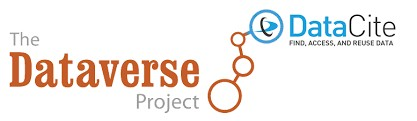 The
Dataverse
Project
DataCite
FIND, ACCESS, AND REUSE DATA